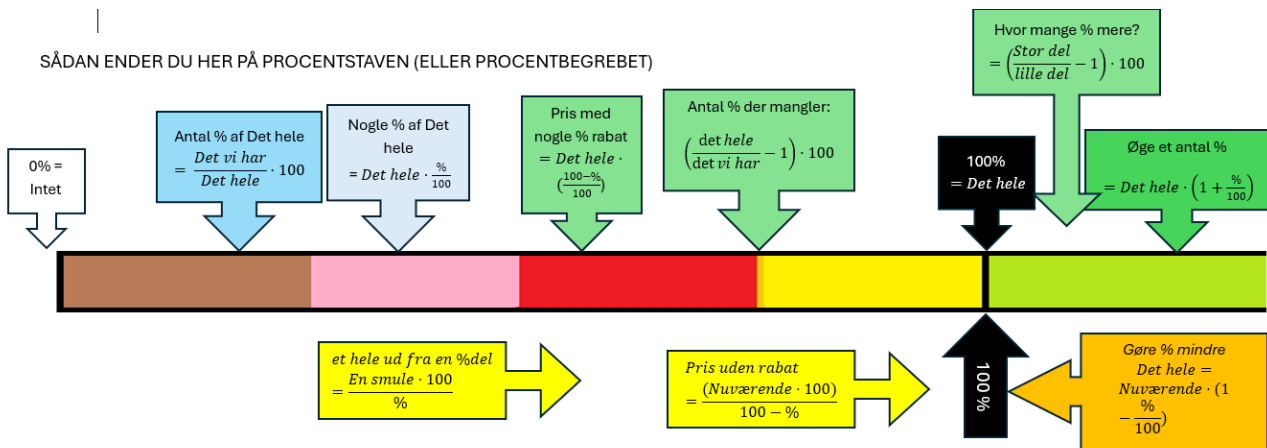 SÅDAN ENDER DU HER PÅ PROCENTSTAVEN (ELLER PROCENTBEGREBET)
0% =
Intet
Antal % af Det hele
= Det vi har / Det hele · 100
Nogle % af Det
hele
= Det hele · %/100
Pris med
nogle % rabat
= Det hele ·
(100−%/100)
Antal % der mangler:
(det hele / det vi har − 1) · 100
100%
= Det hele
Hvor mange % mere?
= (Stor del / lille del − 1) · 100
Øge et antal %
= Det hele · (1 + %/100)
et hele ud fra en %del
= En smule · 100 / %
Pris uden rabat
= (Nuværende · 100) / 100 − %
100 %
Gøre % mindre
Det hele =
Nuværende · (1
− %/100)